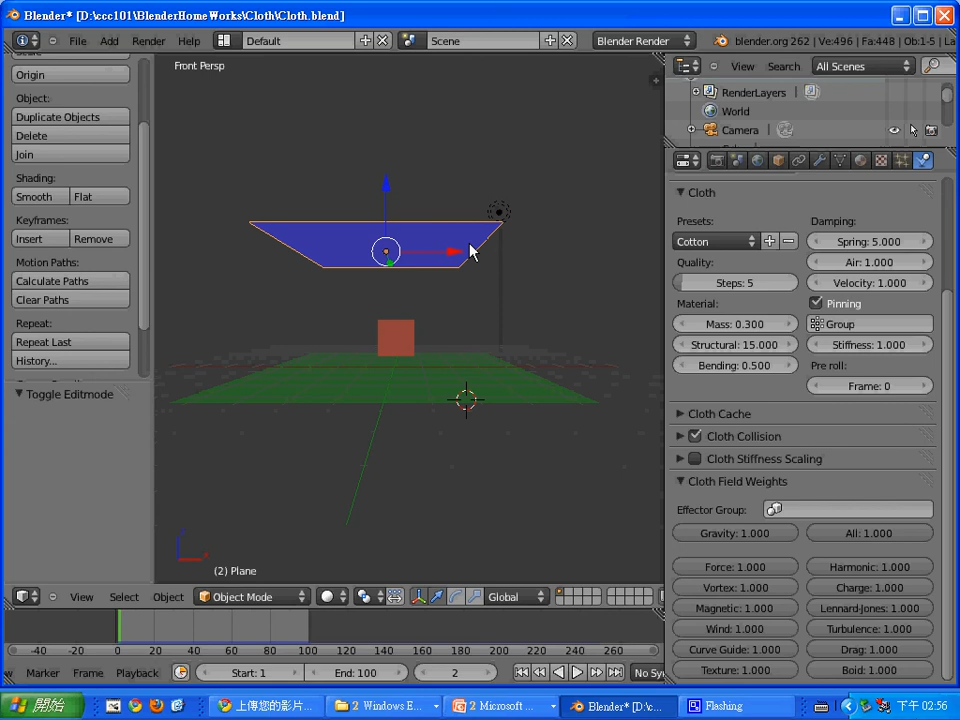 Blender* [D:\ccc101\BlenderHomeWorks\Cloth\Cloth.blend]
File Add Render Help Default Scene Blender Render blender.org 262 | Ve:496 | Fa:448 | Ob:1-5 | La
Origin
Object:
Duplicate Objects
Delete
Join
Shading:
Smooth Flat
Keyframes:
Insert Remove
Motion Paths:
Calculate Paths
Clear Paths
Repeat:
Repeat Last
History...
Toggle Editmode
Front Persp
(2) Plane
View Search All Scenes
RenderLayers
World
Camera
Cloth
Presets: Damping:
Cotton Spring: 5.000
Quality: Air: 1.000
Steps: 5 Velocity: 1.000
Material: Pinning
Mass: 0.300 Group
Structural: 15.000 Stiffness: 1.000
Bending: 0.500 Pre roll:
Frame: 0
Cloth Cache
Cloth Collision
Cloth Stiffness Scaling
Cloth Field Weights
Effector Group:
Gravity: 1.000 All: 1.000
Force: 1.000 Harmonic: 1.000
Vortex: 1.000 Charge: 1.000
Magnetic: 1.000 Lennard-Jones: 1.000
Wind: 1.000 Turbulence: 1.000
Curve Guide: 1.000 Drag: 1.000
Texture: 1.000 Boid: 1.000
View Select Object Object Mode Global
-40 -20 0 20 40 60 80 100 120 140 160 180 200 220 240 260
Marker Frame Playback Start: 1 End: 100 2 No Sy
開始 上傳您的影片... 2 Windows E... 2 Microsoft ... Blender* [D:\c... Flashing 下午 02:56